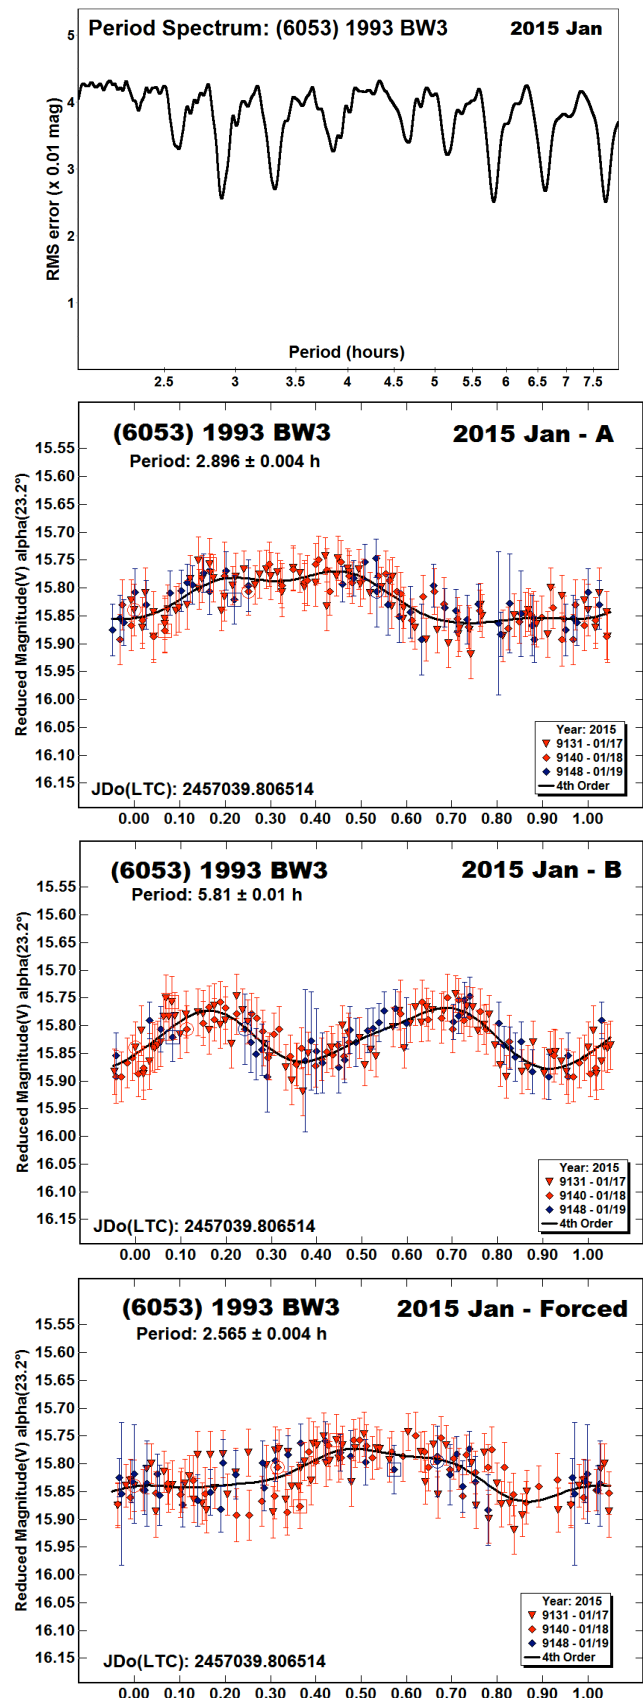 Period Spectrum: (6053) 1993 BW3 2015 Jan
5
4
3
2
1
RMS error (x 0.01 mag)
Period (hours)
2.5 3 3.5 4 4.5 5 5.5 6 6.5 7 7.5
(6053) 1993 BW3 2015 Jan - A
Period: 2.896 ± 0.004 h
15.55
15.60
15.65
15.70
15.75
15.80
15.85
15.90
15.95
16.00
16.05
16.10
16.15
Reduced Magnitude(V) alpha(23.2°)
Year: 2015
9131 - 01/17
9140 - 01/18
9148 - 01/19
4th Order
JDo(LTC): 2457039.806514
0.00 0.10 0.20 0.30 0.40 0.50 0.60 0.70 0.80 0.90 1.00
(6053) 1993 BW3 2015 Jan - B
Period: 5.81 ± 0.01 h
15.55
15.60
15.65
15.70
15.75
15.80
15.85
15.90
15.95
16.00
16.05
16.10
16.15
Reduced Magnitude(V) alpha(23.2°)
Year: 2015
9131 - 01/17
9140 - 01/18
9148 - 01/19
4th Order
JDo(LTC): 2457039.806514
0.00 0.10 0.20 0.30 0.40 0.50 0.60 0.70 0.80 0.90 1.00
(6053) 1993 BW3 2015 Jan - Forced
Period: 2.565 ± 0.004 h
15.55
15.60
15.65
15.70
15.75
15.80
15.85
15.90
15.95
16.00
16.05
16.10
16.15
Reduced Magnitude(V) alpha(23.2°)
Year: 2015
9131 - 01/17
9140 - 01/18
9148 - 01/19
4th Order
JDo(LTC): 2457039.806514
0.00 0.10 0.20 0.30 0.40 0.50 0.60 0.70 0.80 0.90 1.00